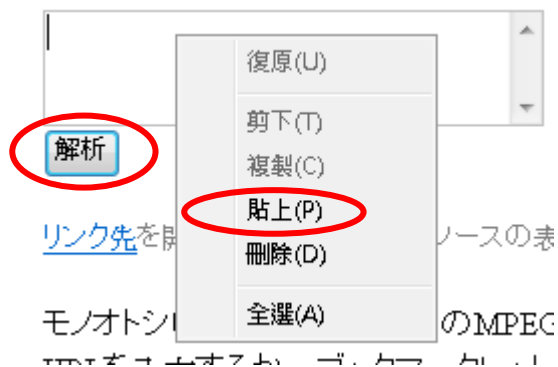 復原(U)
剪下(T)
解析
複製(C)
貼上(P)
リンク先を開 ソースの表
刪除(D)
モノオトシ 全選(A) のMPEG